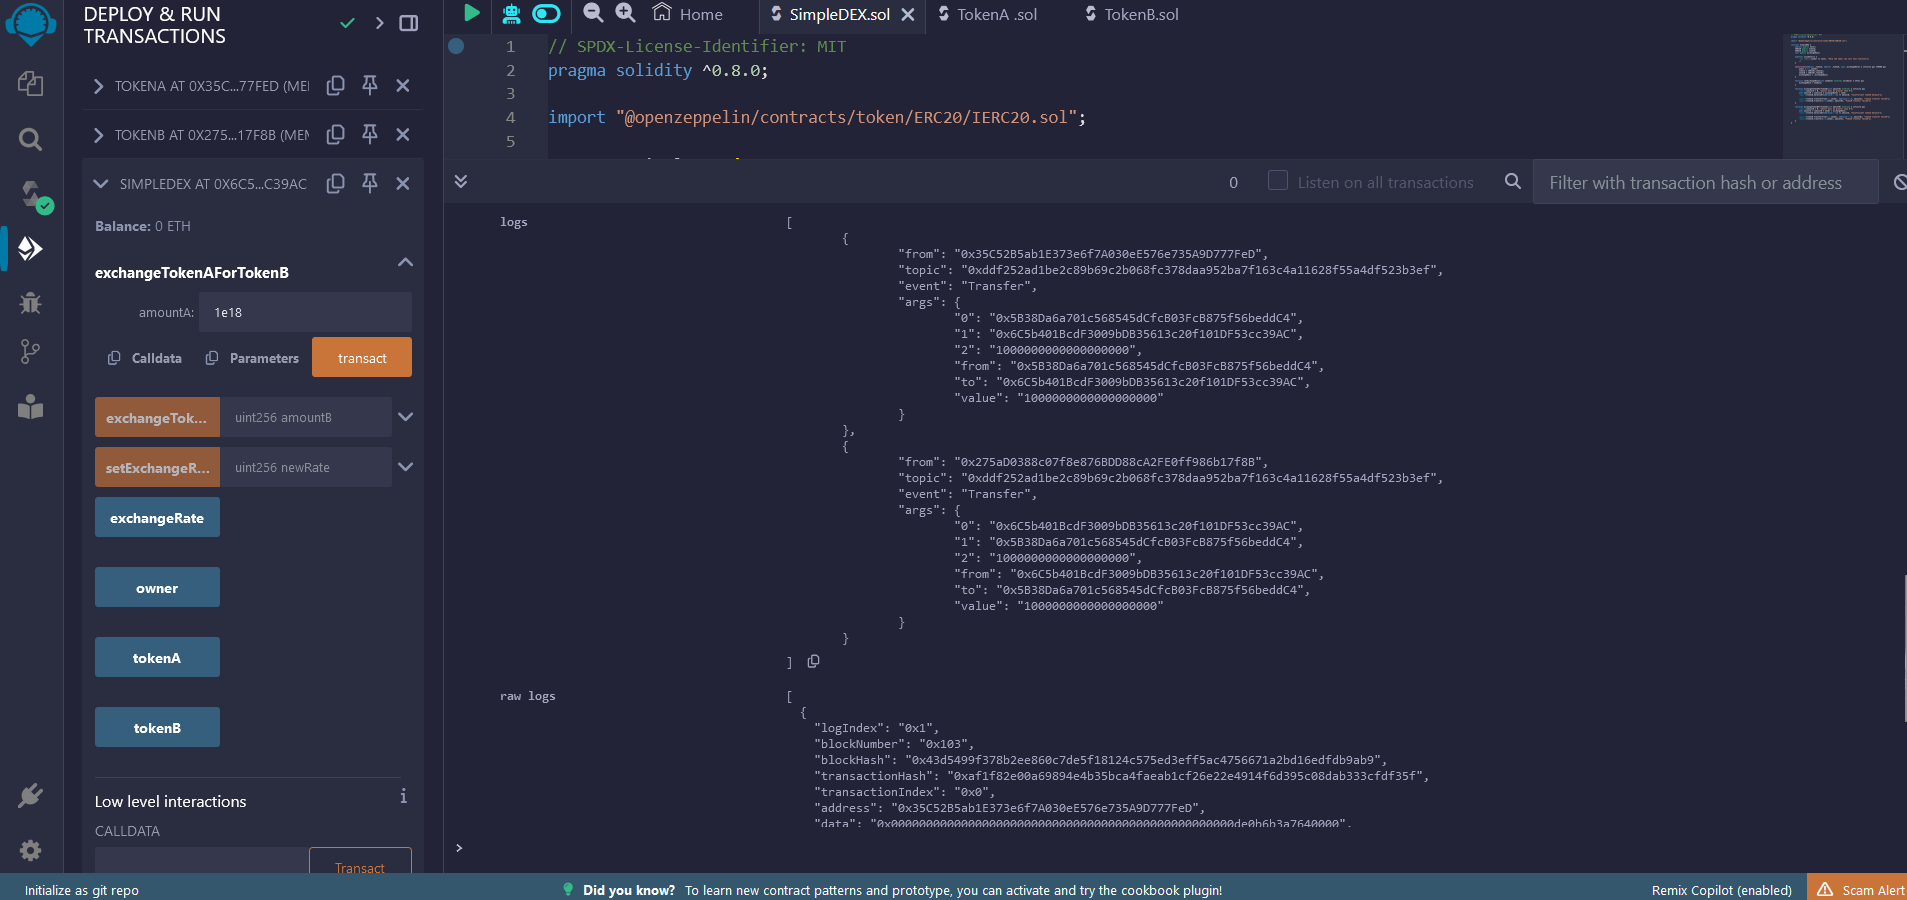 DEPLOY & RUN
TRANSACTIONS
TOKENA AT 0X35C...77FED (MEI
TOKENB AT 0X275...17F8B (MEM
SIMPLEDEX AT 0X6C5...C39AC
Balance: 0 ETH
exchangeTokenAForTokenB
amountA: 1e18
Calldata Parameters transact
exchangeTok... uint256 amountB
setExchangeR... uint256 newRate
exchangeRate
owner
tokenA
tokenB
Low level interactions i
CALLDATA
Transact
Home SimpleDEX.sol TokenA .sol TokenB.sol
1 // SPDX-License-Identifier: MIT
2 pragma solidity ^0.8.0;
3
4 import "@openzeppelin/contracts/token/ERC20/IERC20.sol";
5
0 Listen on all transactions Filter with transaction hash or address
logs [
{
"from": "0x35C52B5ab1E373e6f7A030eE576e735A9D777FeD",
"topic": "0xddf252ad1be2c89b69c2b068fc378daa952ba7f163c4a11628f55a4df523b3ef",
"event": "Transfer",
"args": {
"0": "0x5B38Da6a701c568545dCfcB03FcB875f56beddC4",
"1": "0x6C5b401BcdF3009bDB35613c20f101DF53cc39AC",
"2": "1000000000000000000",
"from": "0x5B38Da6a701c568545dCfcB03FcB875f56beddC4",
"to": "0x6C5b401BcdF3009bDB35613c20f101DF53cc39AC",
"value": "1000000000000000000"
}
},
{
"from": "0x275aD0388c07f8e876BDD88cA2FE0ff986b17f8B",
"topic": "0xddf252ad1be2c89b69c2b068fc378daa952ba7f163c4a11628f55a4df523b3ef",
"event": "Transfer",
"args": {
"0": "0x6C5b401BcdF3009bDB35613c20f101DF53cc39AC",
"1": "0x5B38Da6a701c568545dCfcB03FcB875f56beddC4",
"2": "1000000000000000000",
"from": "0x6C5b401BcdF3009bDB35613c20f101DF53cc39AC",
"to": "0x5B38Da6a701c568545dCfcB03FcB875f56beddC4",
"value": "1000000000000000000"
}
}
]
raw logs [
{
"logIndex": "0x1",
"blockNumber": "0x103",
"blockHash": "0x43d5499f378b2ee860c7de5f18124c575ed3eff5ac4756671a2bd16edfdb9ab9",
"transactionHash": "0xaf1f82e00a69894e4b35bca4faeab1cf26e22e4914f6d395c08dab333cfdf35f",
"transactionIndex": "0x0",
"address": "0x35C52B5ab1E373e6f7A030eE576e735A9D777FeD",
"data": "0x0000000000000000000000000000000000000000000000000de0b6b3a7640000",
>
Initialize as git repo Did you know? To learn new contract patterns and prototype, you can activate and try the cookbook plugin! Remix Copilot (enabled) Scam Alert